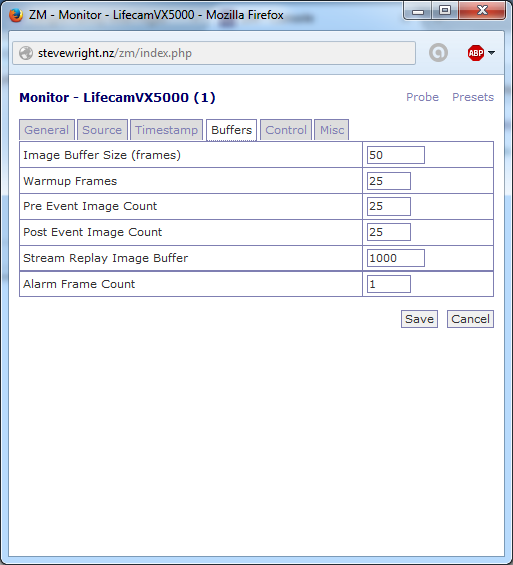 ZM - Monitor - LifecamVX5000 - Mozilla Firefox
stevewright.nz/zm/index.php
ABP
Monitor - LifecamVX5000 (1) Probe Presets
General Source Timestamp Buffers Control Misc
Image Buffer Size (frames) 50
Warmup Frames 25
Pre Event Image Count 25
Post Event Image Count 25
Stream Replay Image Buffer 1000
Alarm Frame Count 1
Save Cancel